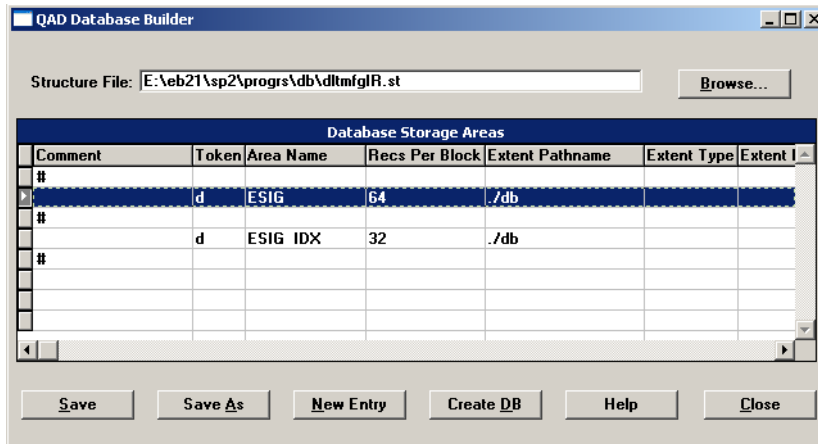 QAD Database Builder
Structure File: E:\eb21\sp2\progrs\db\dltmfglR.st Browse...
Database Storage Areas
Comment Token Area Name Recs Per Block Extent Pathname Extent Type Extent
#
d ESIG 64 ./db
#
d ESIG_IDX 32 ./db
#
Save Save As New Entry Create DB Help Close